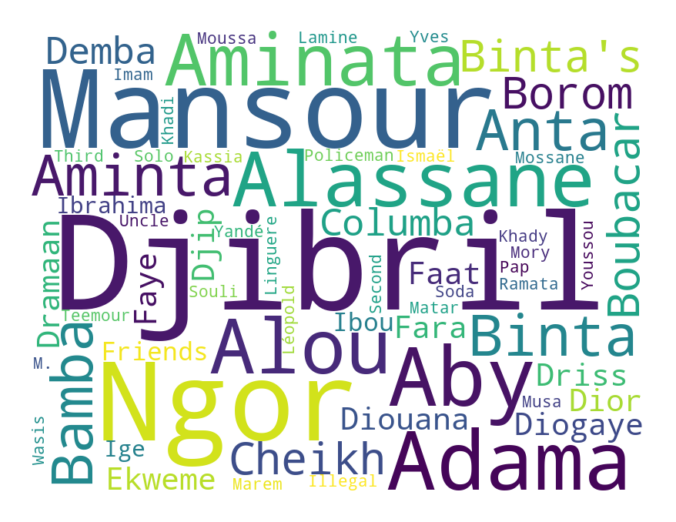 Moussa
Lamine
Yves
Demba
Aminata
Binta's
Imam
Mansour
Khadi
Borom
Anta
Third
Solo
Kassia
Policeman
Ismaël
Mossane
Aminta
Alassane
Boubacar
Ibrahima
Uncle
Djip
Yandé
Columba
Linguere
Djibril
Khady
Mory
Youssou
Dramaan
Faye
Souli
Faat
Pap
Ramata
Second
Soda
Teemour
Léopold
Ibou
Matar
Fara
Binta
M.
Bamba
Friends
Alou
Aby
Driss
Ngor
Dior
Musa
Diouana
Diogaye
Wasis
Ige
Cheikh
Adama
Ekweme
Marem
Illegal